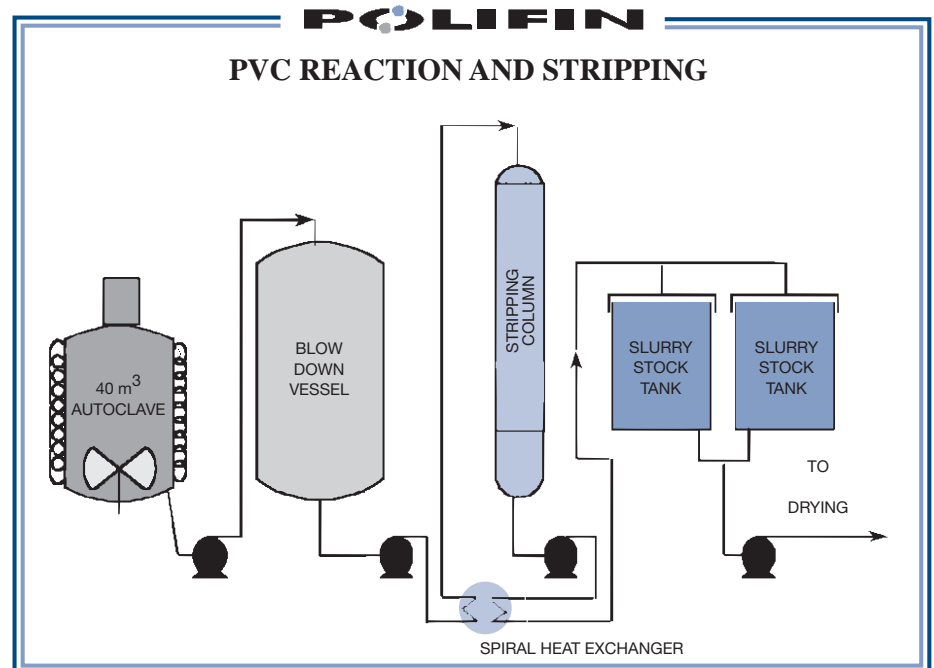 POLIFIN
PVC REACTION AND STRIPPING
40 m3
AUTOCLAVE
BLOW
DOWN
VESSEL
STRIPPING
COLUMN
SLURRY
STOCK
TANK
SLURRY
STOCK
TANK
TO
DRYING
SPIRAL HEAT EXCHANGER